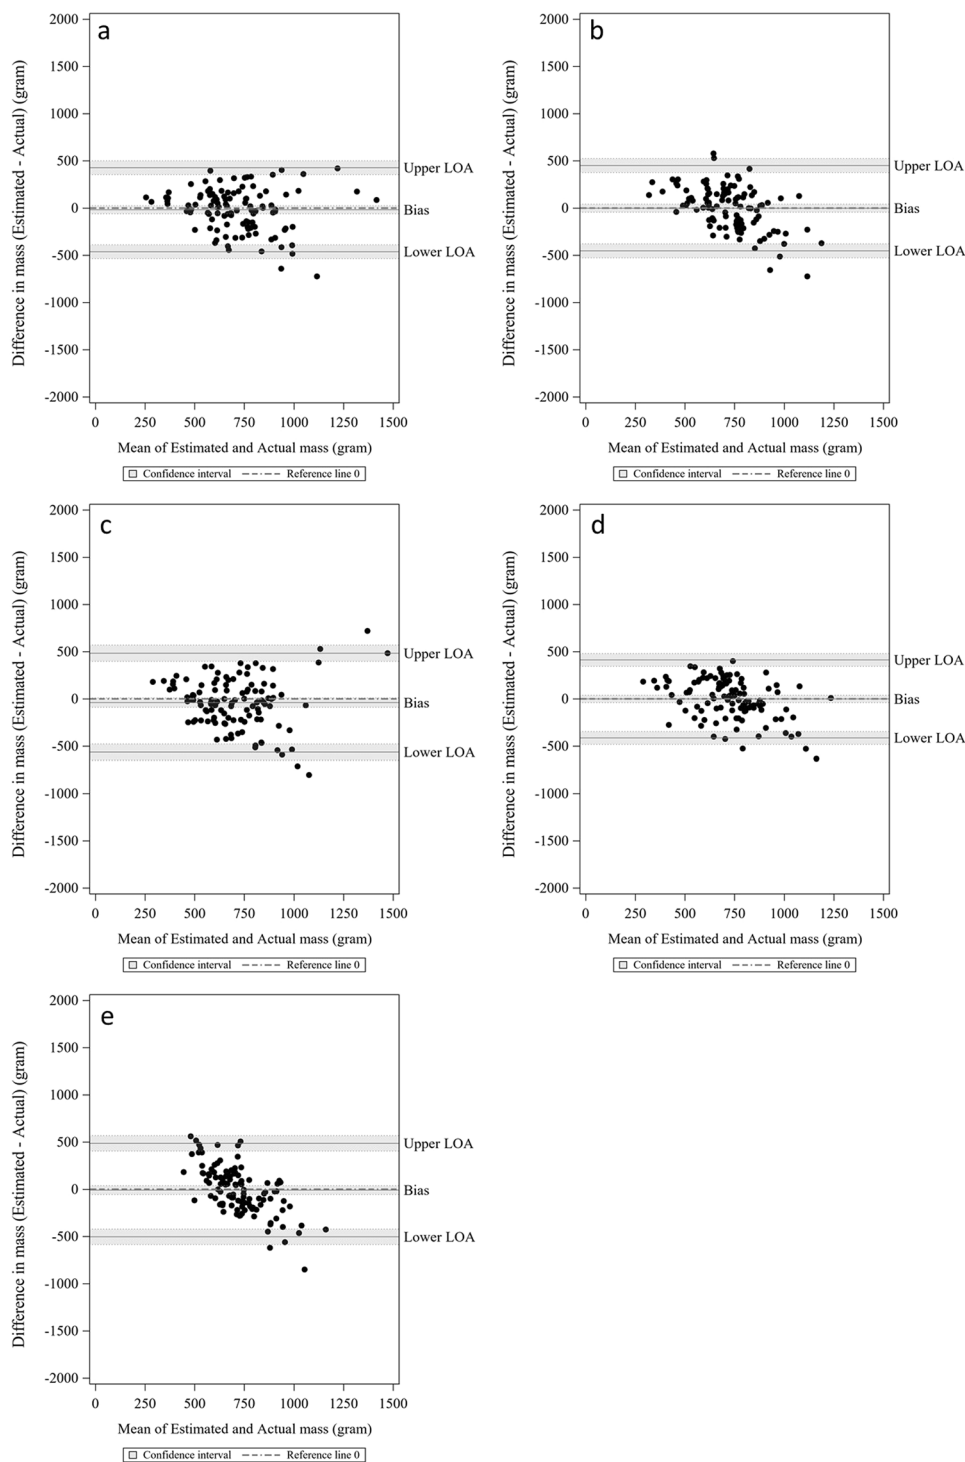 a
2000
1500
1000
500
0
-500
-1000
-1500
-2000
Difference in mass (Estimated - Actual) (gram)
Upper LOA
Bias
Lower LOA
0 250 500 750 1000 1250 1500
Mean of Estimated and Actual mass (gram)
Confidence interval Reference line 0
b
2000
1500
1000
500
0
-500
-1000
-1500
-2000
Difference in mass (Estimated - Actual) (gram)
Upper LOA
Bias
Lower LOA
0 250 500 750 1000 1250 1500
Mean of Estimated and Actual mass (gram)
Confidence interval Reference line 0
c
2000
1500
1000
500
0
-500
-1000
-1500
-2000
Difference in mass (Estimated - Actual) (gram)
Upper LOA
Bias
Lower LOA
0 250 500 750 1000 1250 1500
Mean of Estimated and Actual mass (gram)
Confidence interval Reference line 0
d
2000
1500
1000
500
0
-500
-1000
-1500
-2000
Difference in mass (Estimated - Actual) (gram)
Upper LOA
Bias
Lower LOA
0 250 500 750 1000 1250 1500
Mean of Estimated and Actual mass (gram)
Confidence interval Reference line 0
e
2000
1500
1000
500
0
-500
-1000
-1500
-2000
Difference in mass (Estimated - Actual) (gram)
Upper LOA
Bias
Lower LOA
0 250 500 750 1000 1250 1500
Mean of Estimated and Actual mass (gram)
Confidence interval Reference line 0